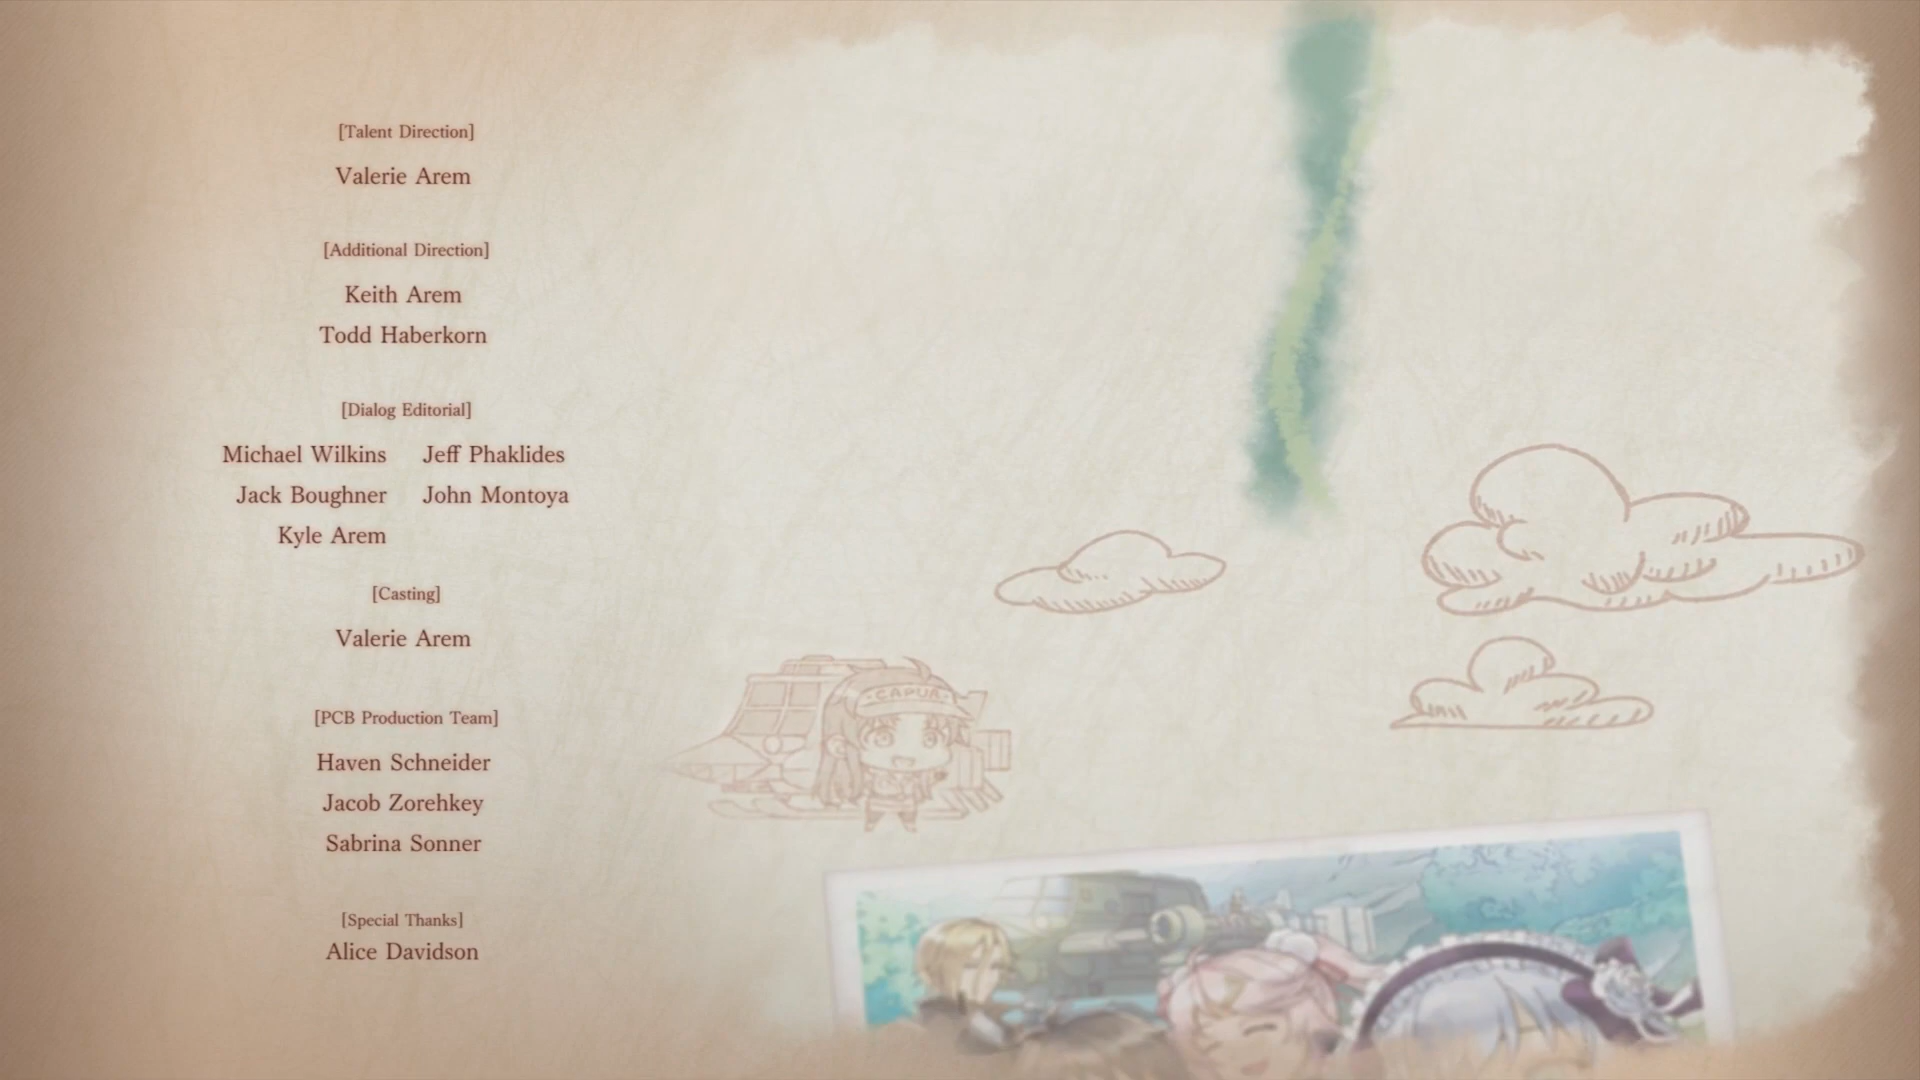 [Talent Direction]
Valerie Arem
[Additional Direction]
Keith Arem
Todd Haberkorn
[Dialog Editorial]
Michael Wilkins Jeff Phaklides
Jack Boughner John Montoya
Kyle Arem
[Casting]
Valerie Arem
[PCB Production Team]
Haven Schneider
Jacob Zorehkey
Sabrina Sonner
[Special Thanks]
Alice Davidson
·CAPUA·